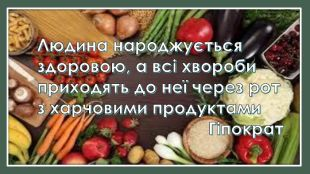 Людина народжується
здоровою, а всі хвороби
приходять до неї через рот
з харчовими продуктами
Гіпократ